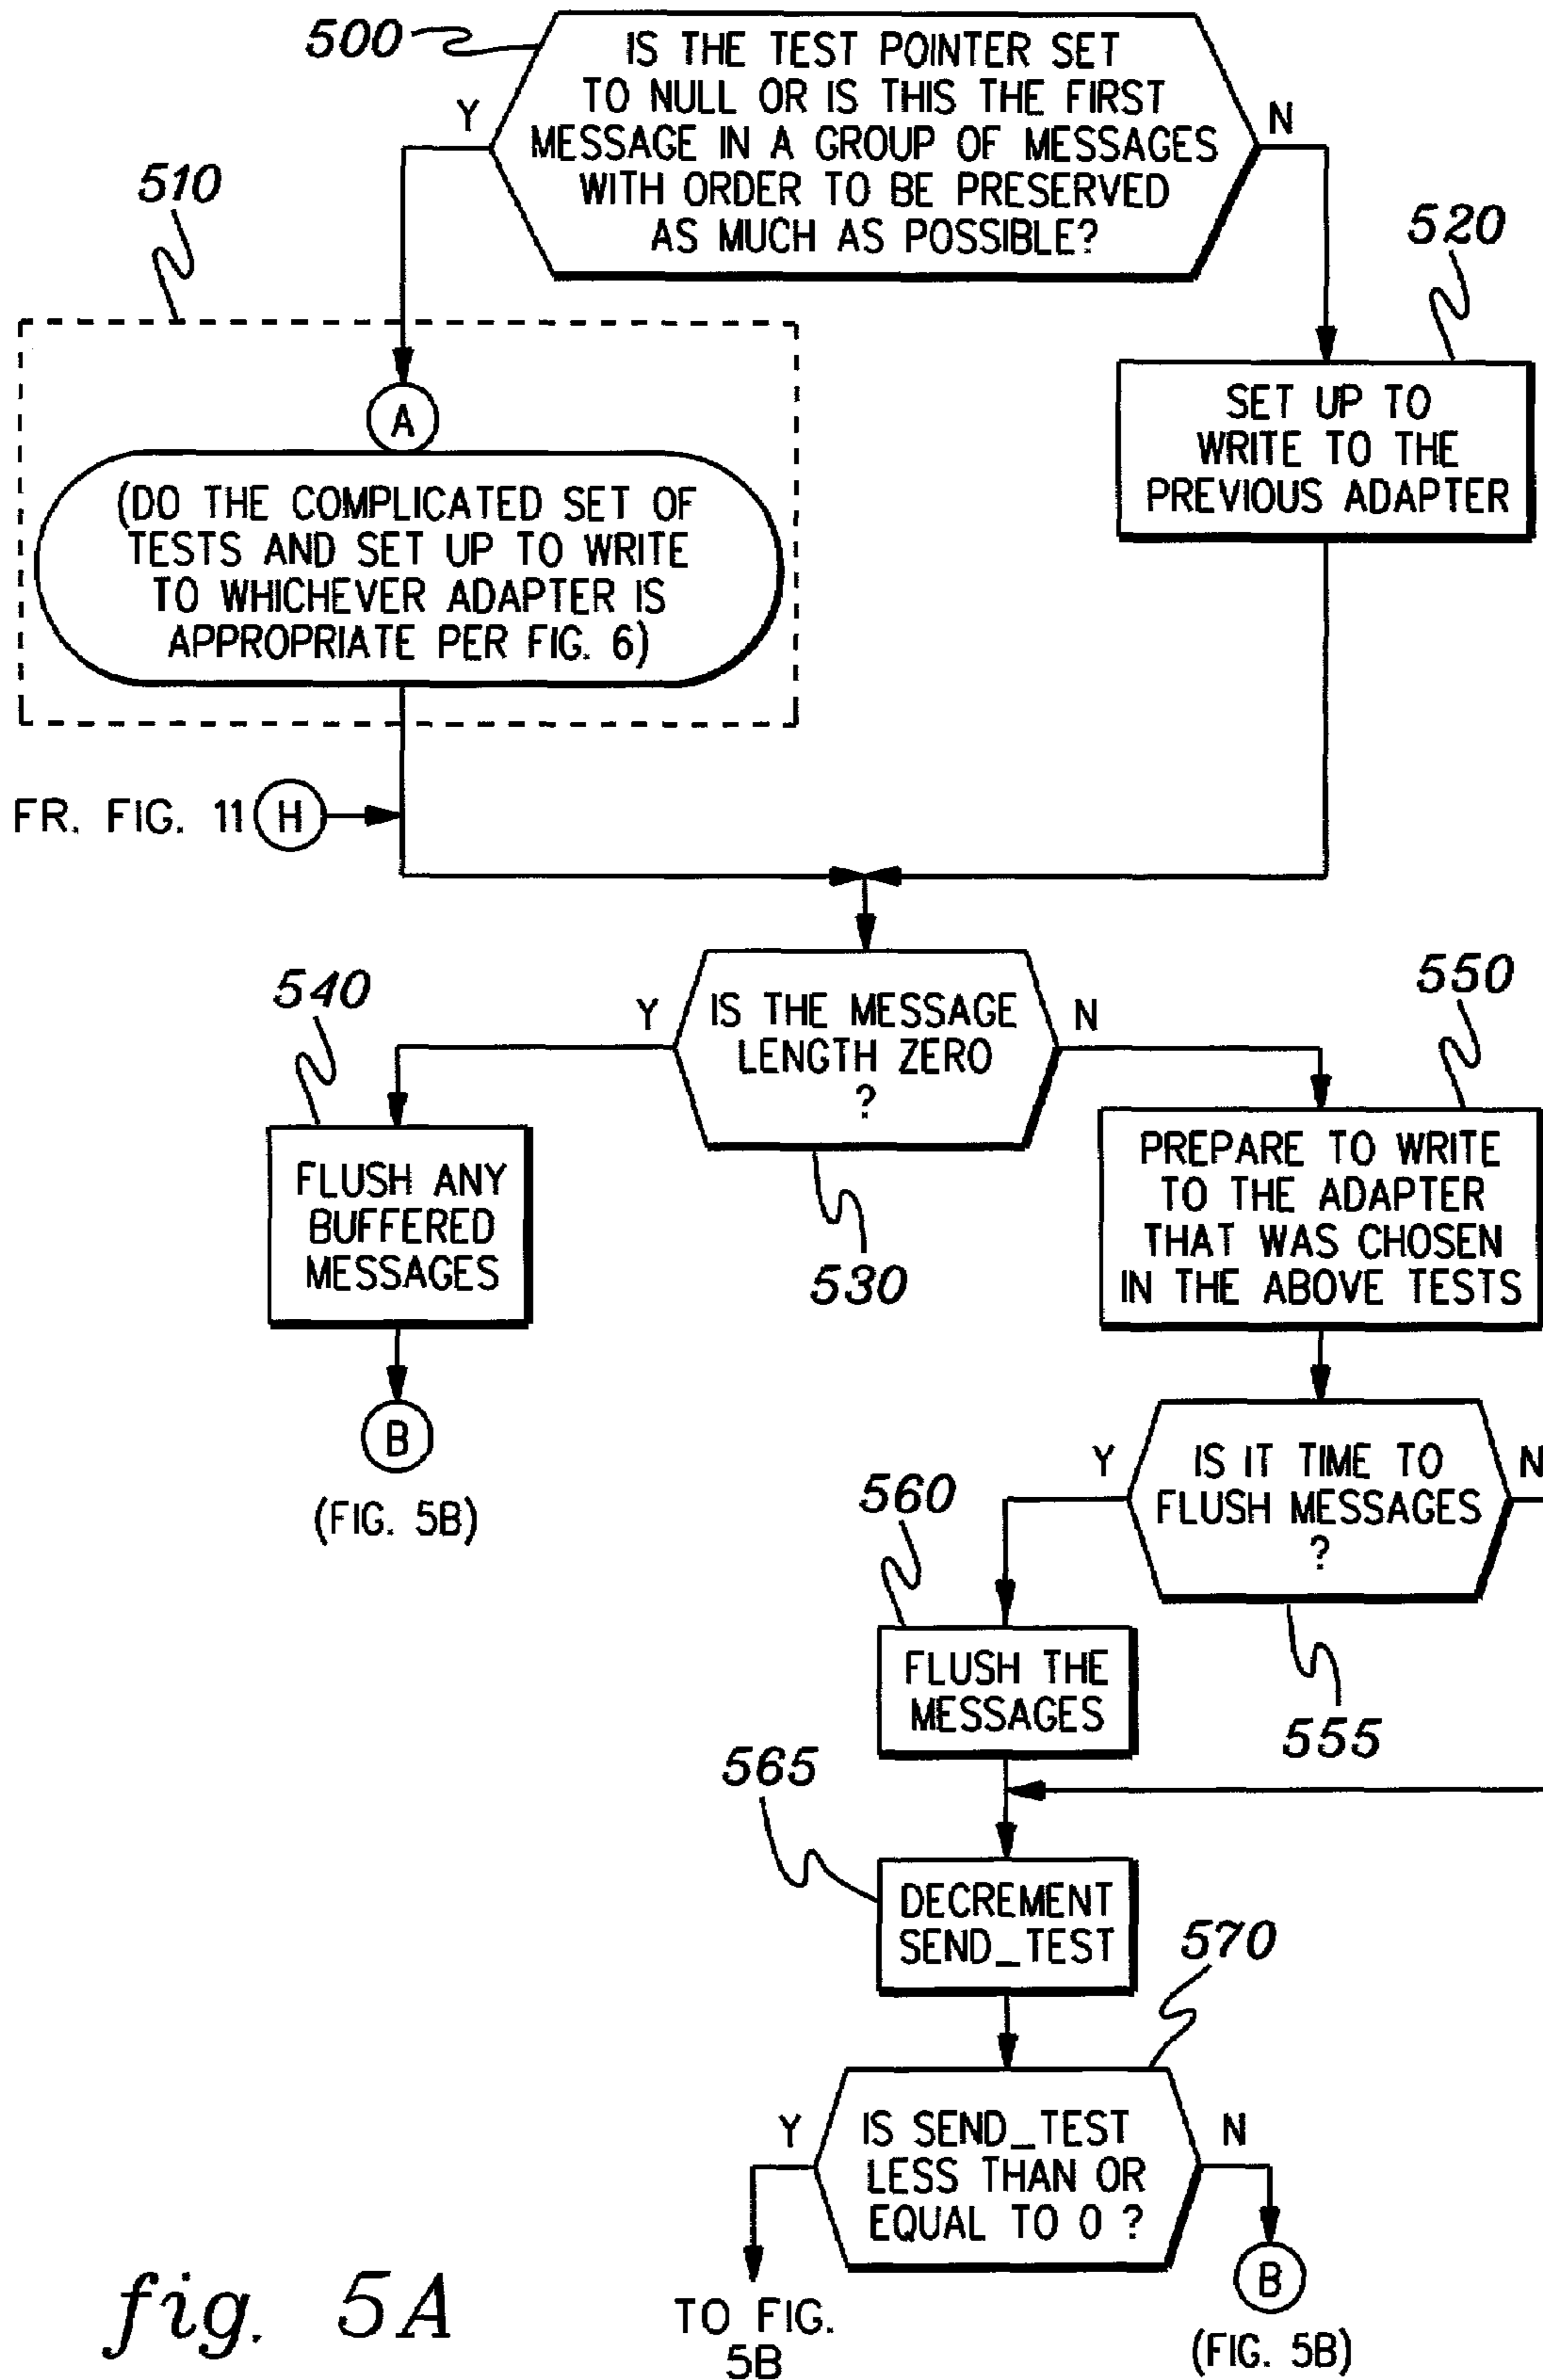 500
IS THE TEST POINTER SET
TO NULL OR IS THIS THE FIRST
MESSAGE IN A GROUP OF MESSAGES
WITH ORDER TO BE PRESERVED
AS MUCH AS POSSIBLE?
Y
N
510
520
A
(DO THE COMPLICATED SET OF
TESTS AND SET UP TO WRITE
TO WHICHEVER ADAPTER IS
APPROPRIATE PER FIG. 6)
SET UP TO
WRITE TO THE
PREVIOUS ADAPTER
FR. FIG. 11
H
540
Y
IS THE MESSAGE
LENGTH ZERO
?
N
550
530
FLUSH ANY
BUFFERED
MESSAGES
B
(FIG. 5B)
PREPARE TO WRITE
TO THE ADAPTER
THAT WAS CHOSEN
IN THE ABOVE TESTS
Y
IS IT TIME TO
FLUSH MESSAGES
?
N
555
560
FLUSH THE
MESSAGES
565
DECREMENT
SEND_TEST
570
Y
IS SEND_TEST
LESS THAN OR
EQUAL TO 0 ?
N
TO FIG.
5B
B
(FIG. 5B)
fig. 5A